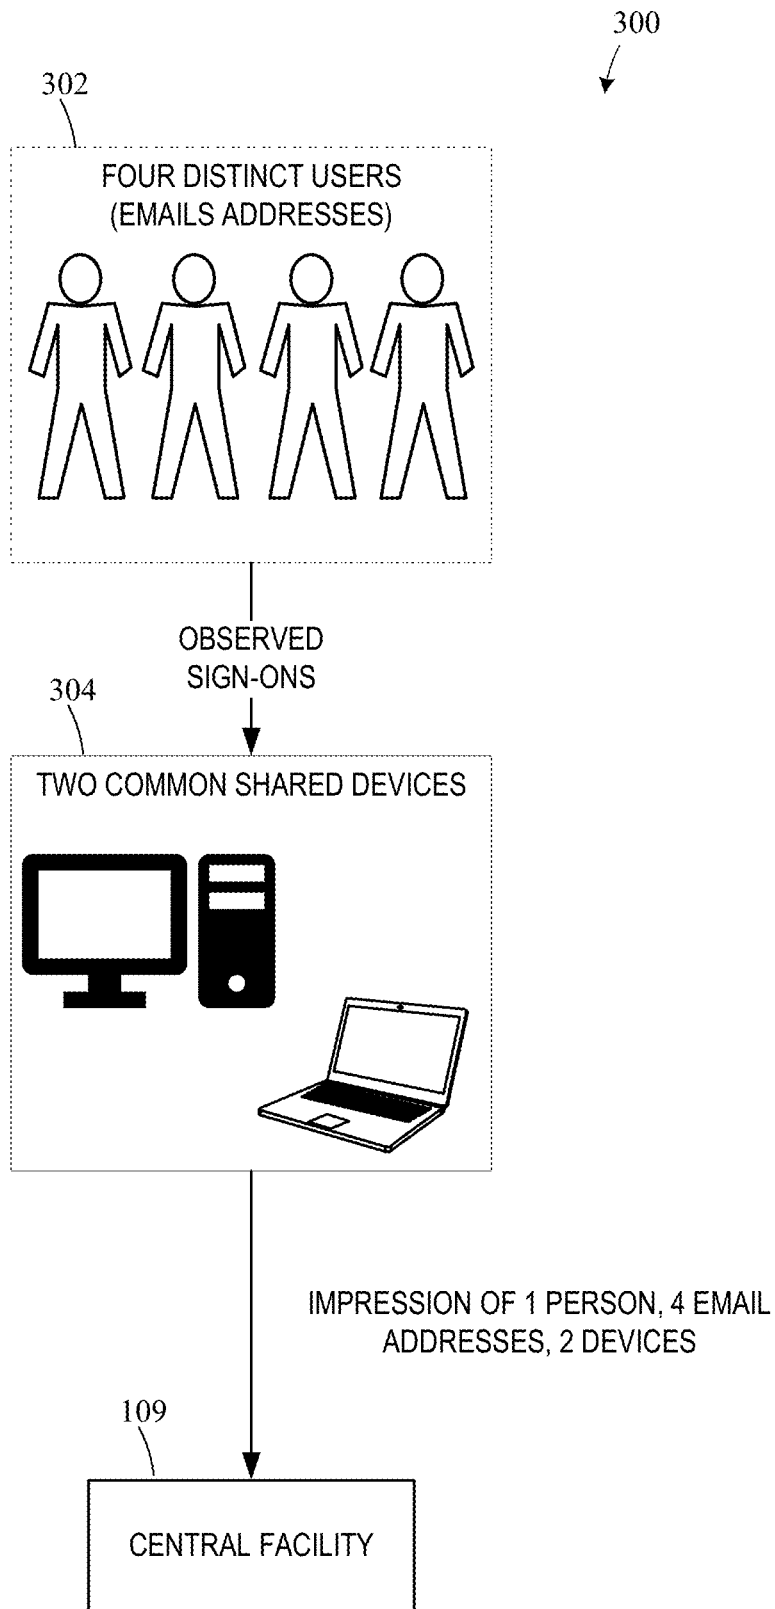 300
302
FOUR DISTINCT USERS
(EMAILS ADDRESSES)
OBSERVED
SIGN-ONS
304
TWO COMMON SHARED DEVICES
IMPRESSION OF 1 PERSON, 4 EMAIL
ADDRESSES, 2 DEVICES
109
CENTRAL FACILITY